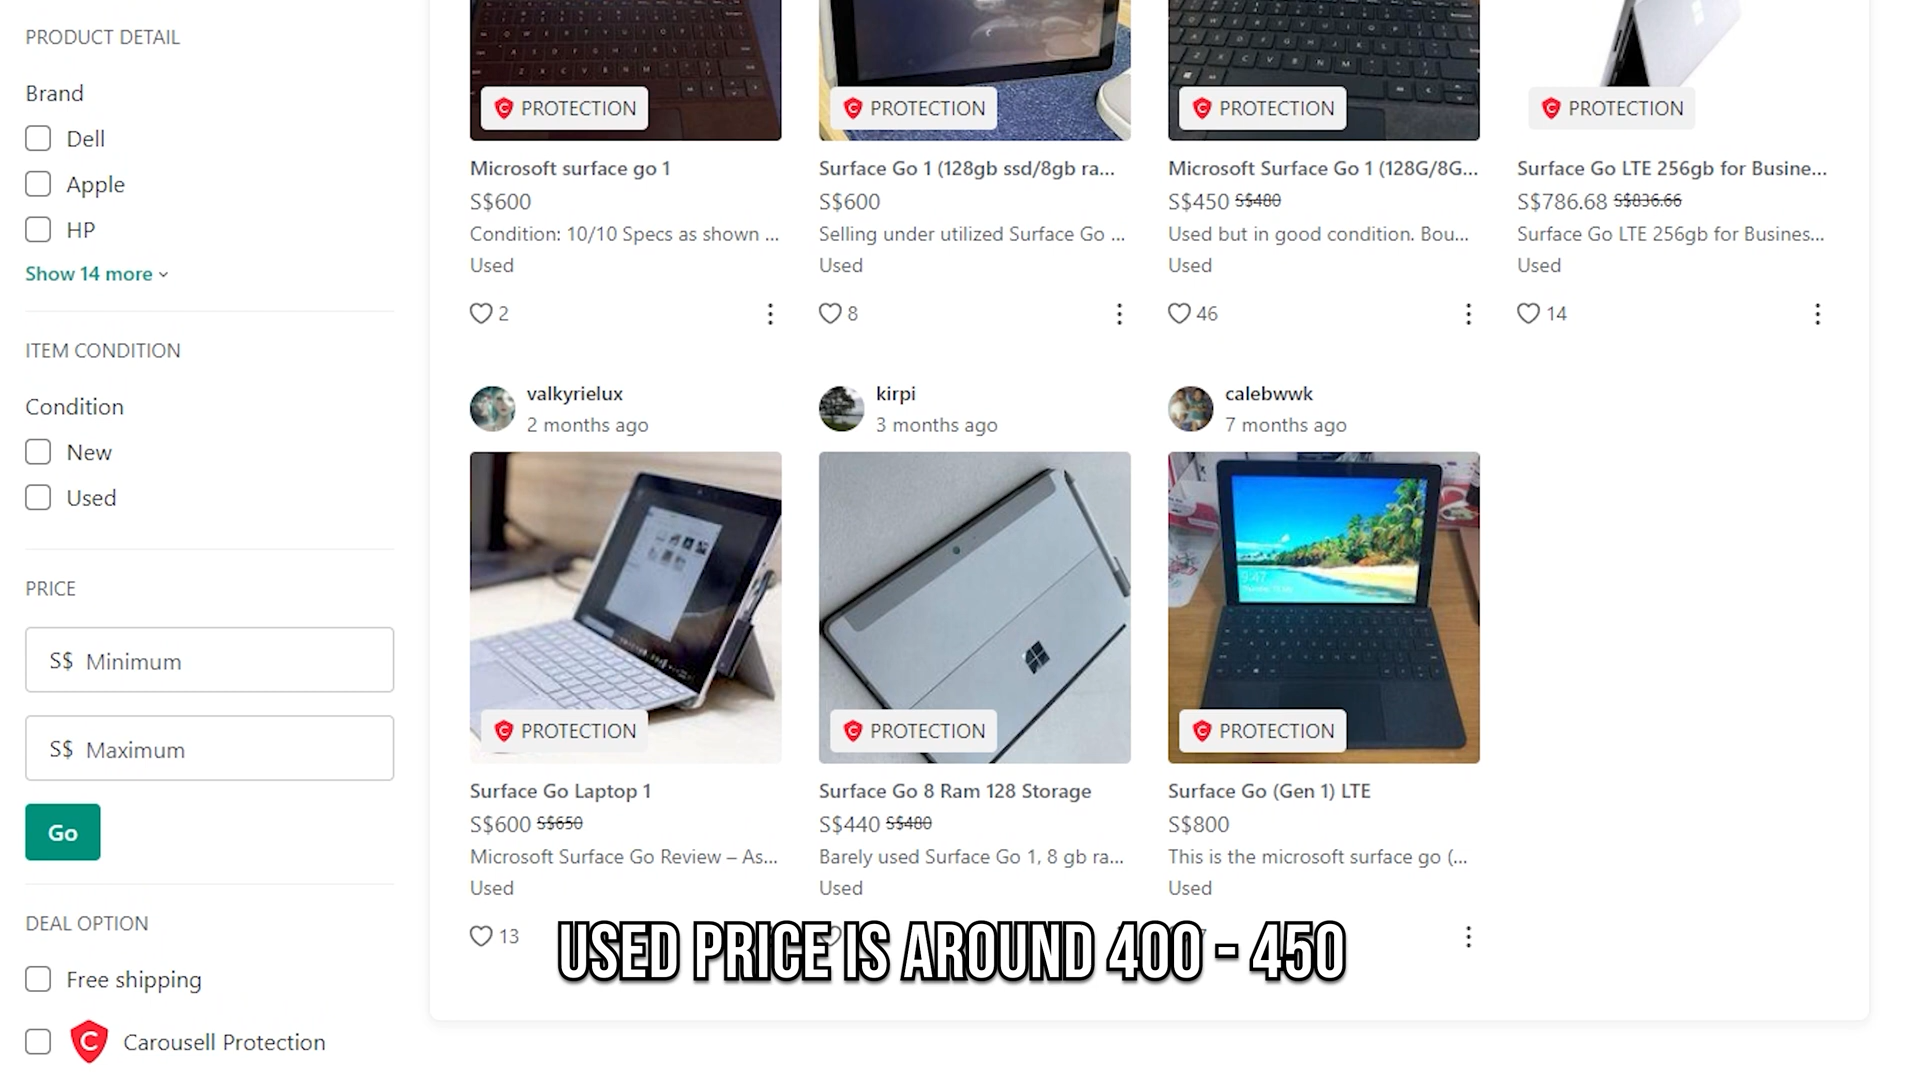 PRODUCT DETAIL
Brand
Dell
Apple
HP
Show 14 more
ITEM CONDITION
Condition
New
Used
PRICE
S$ Minimum
S$ Maximum
Go
DEAL OPTION
Free shipping
Carousell Protection
PROTECTION
Microsoft surface go 1
S$600
Condition: 10/10 Specs as shown ...
Used
2
PROTECTION
Surface Go 1 (128gb ssd/8gb ra...
S$600
Selling under utilized Surface Go ...
Used
8
PROTECTION
Microsoft Surface Go 1 (128G/8G...
S$450 S$480
Used but in good condition. Bou...
Used
46
PROTECTION
Surface Go LTE 256gb for Busine...
S$786.68 S$836.66
Surface Go LTE 256gb for Busines...
Used
14
valkyrielux
2 months ago
PROTECTION
Surface Go Laptop 1
S$600 S$650
Microsoft Surface Go Review – As...
Used
13
kirpi
3 months ago
PROTECTION
Surface Go 8 Ram 128 Storage
S$440 S$480
Barely used Surface Go 1, 8 gb ra...
Used
calebwwk
7 months ago
9:47
PROTECTION
Surface Go (Gen 1) LTE
S$800
This is the microsoft surface go (...
Used
USED PRICE IS AROUND 400 - 450